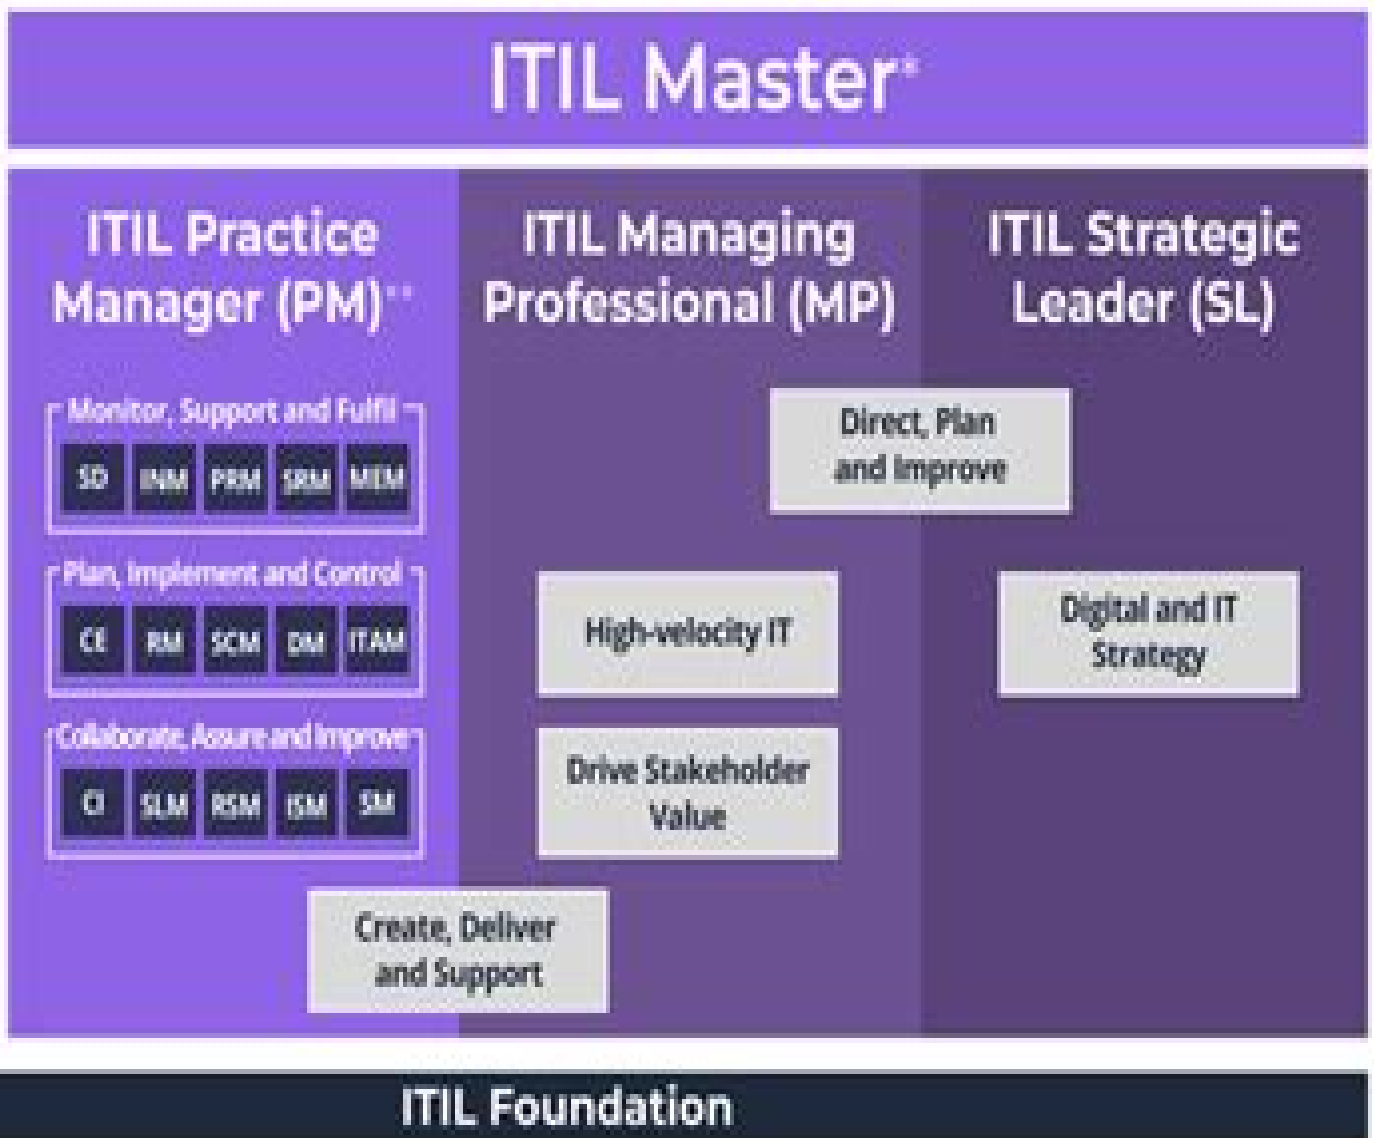 ITIL Master*
ITIL Practice
Manager (PM)**
ITIL Managing
Professional (MP)
ITIL Strategic
Leader (SL)
Monitor, Support and Fulfil
SD INM PRM SRM MEM
Plan, Implement and Control
CE RM SCM DM ITAM
Collaborate, Assure and Improve
CI SLM RSM ISM SM
Direct, Plan
and Improve
High-velocity IT
Digital and IT
Strategy
Drive Stakeholder
Value
Create, Deliver
and Support
ITIL Foundation